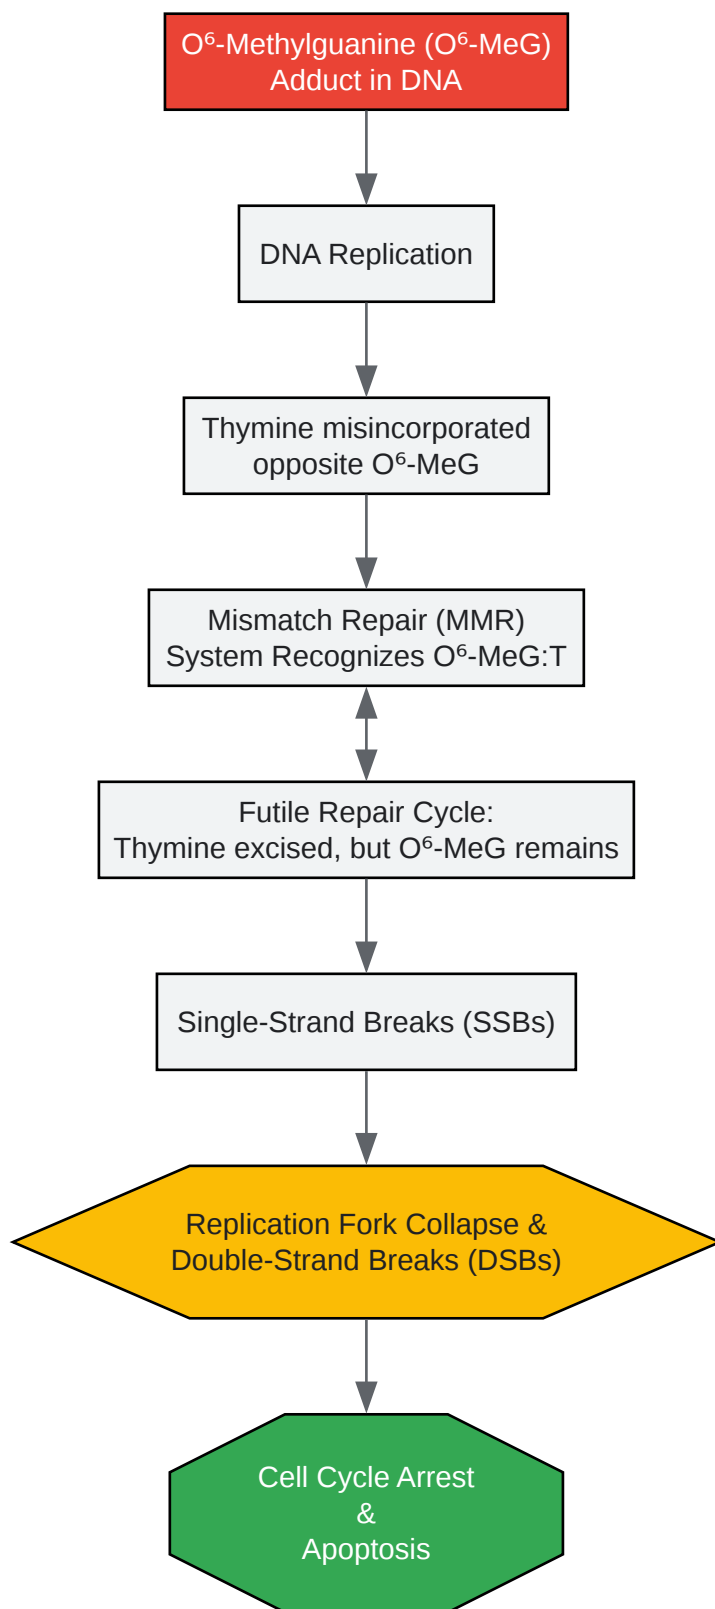 O⁶-Methylguanine (O⁶-MeG)
Adduct in DNA
DNA Replication
Thymine misincorporated
opposite O⁶-MeG
Mismatch Repair (MMR)
System Recognizes O⁶-MeG:T
Futile Repair Cycle:
Thymine excised, but O⁶-MeG remains
Single-Strand Breaks (SSBs)
Replication Fork Collapse &
Double-Strand Breaks (DSBs)
Cell Cycle Arrest
&
Apoptosis